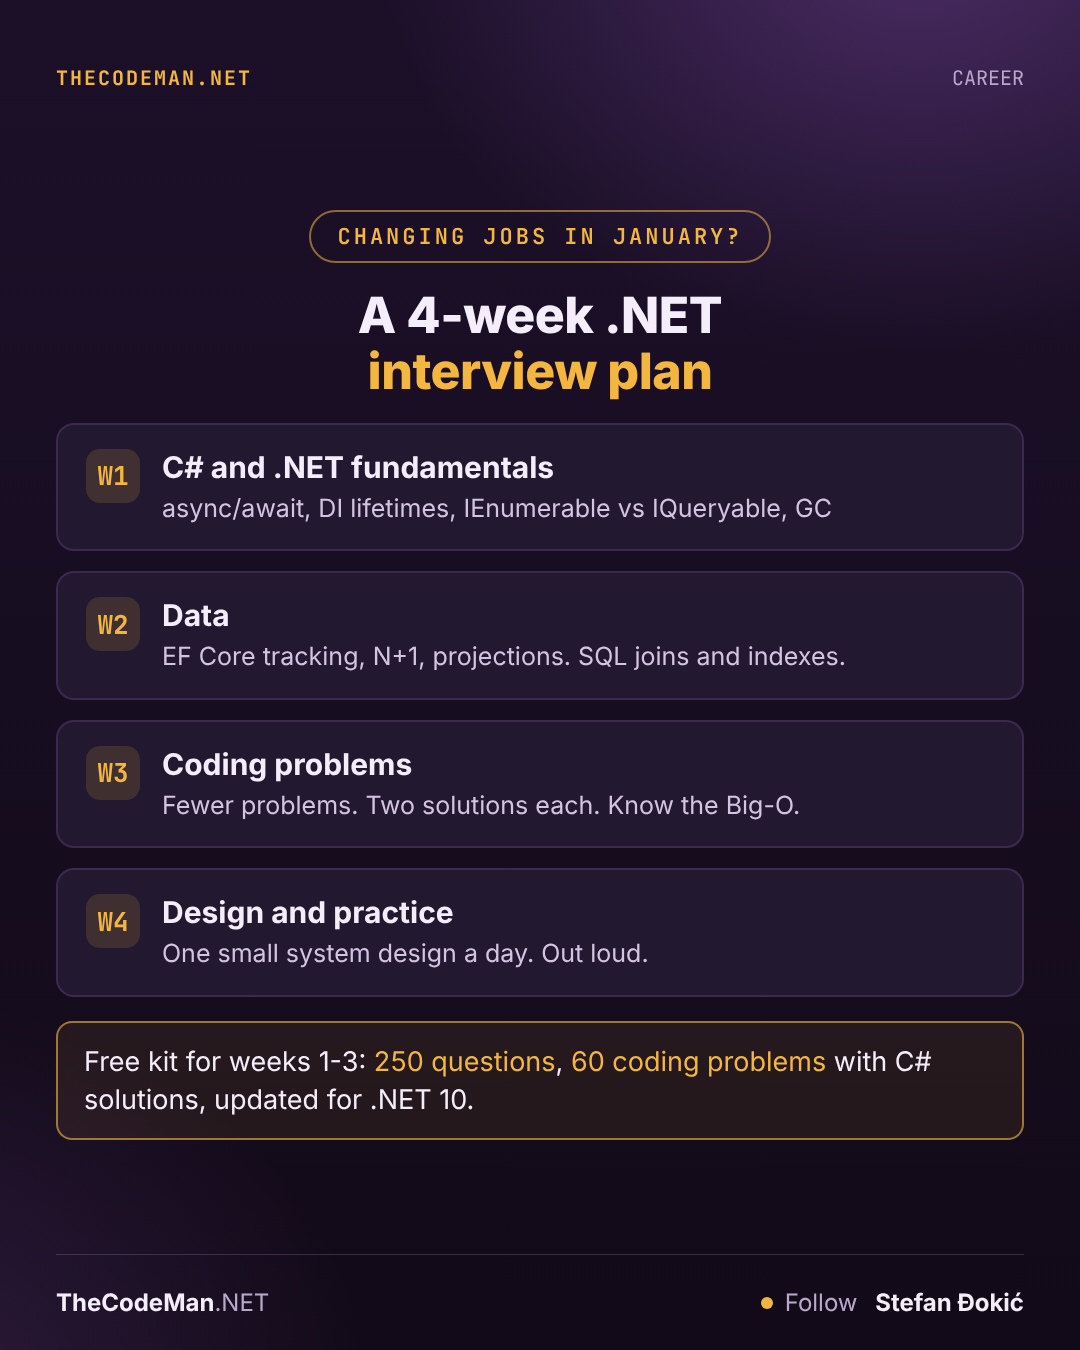 THECODEMAN.NET
CAREER
CHANGING JOBS IN JANUARY?
A 4-week .NET
interview plan
W1
C# and .NET fundamentals
async/await, DI lifetimes, IEnumerable vs IQueryable, GC
W2
Data
EF Core tracking, N+1, projections. SQL joins and indexes.
W3
Coding problems
Fewer problems. Two solutions each. Know the Big-O.
W4
Design and practice
One small system design a day. Out loud.
Free kit for weeks 1-3: 250 questions, 60 coding problems with C#
solutions, updated for .NET 10.
TheCodeMan.NET
Follow Stefan Đokić